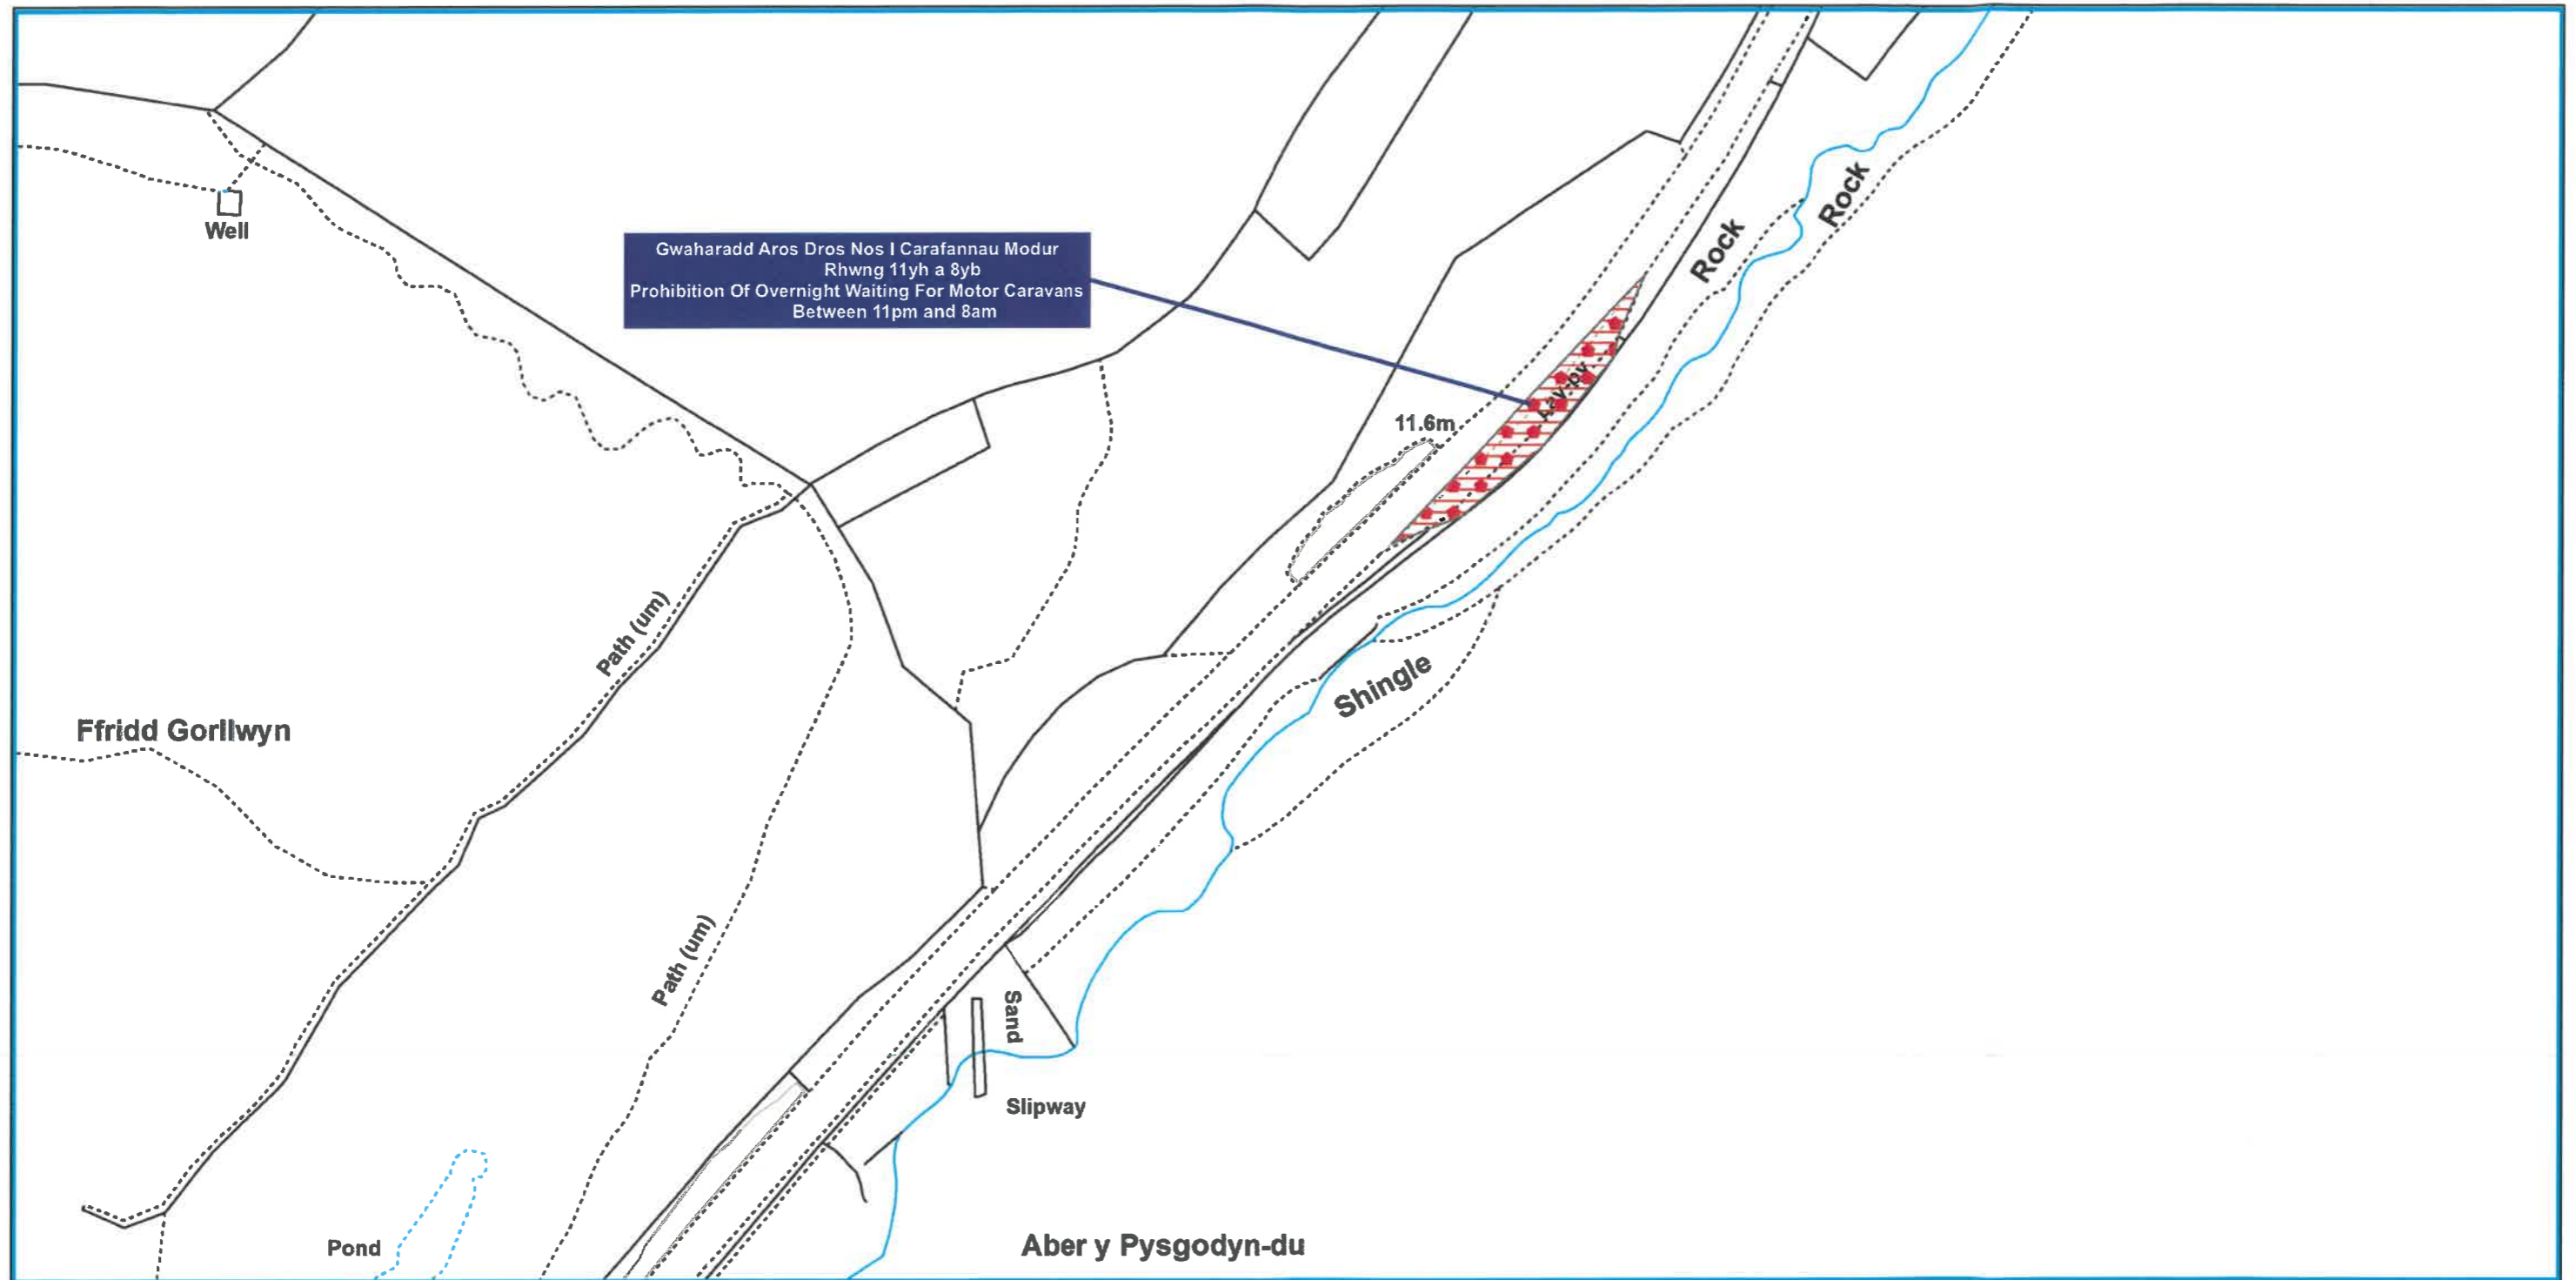 Well
Gwaharadd Aros Dros Nos I Carafannau Modur
Rhwng 11yh a 8yb
Prohibition Of Overnight Waiting For Motor Caravans
Between 11pm and 8am
Rock
Rock
Lay-by
11.6m
Path (um)
Shingle
Ffridd Gorllwyn
Path (um)
Sand
Slipway
Pond
Aber y Pysgodyn-du